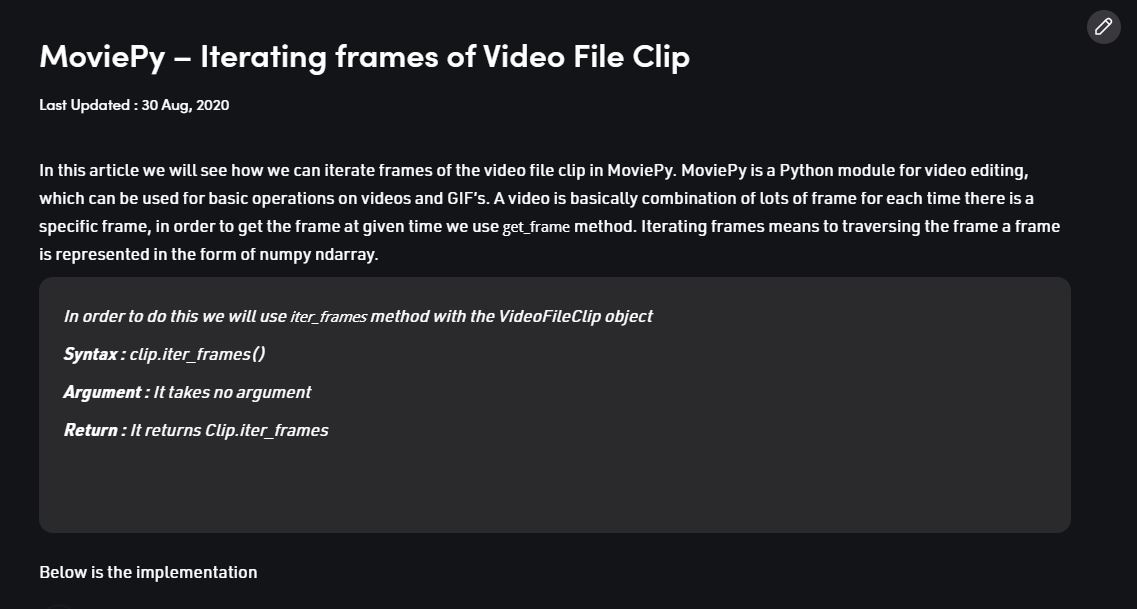 MoviePy – Iterating frames of Video File Clip
Last Updated : 30 Aug, 2020
In this article we will see how we can iterate frames of the video file clip in MoviePy. MoviePy is a Python module for video editing,
which can be used for basic operations on videos and GIF's. A video is basically combination of lots of frame for each time there is a
specific frame, in order to get the frame at given time we use get_frame method. Iterating frames means to traversing the frame a frame
is represented in the form of numpy ndarray.
In order to do this we will use iter_frames method with the VideoFileClip object
Syntax : clip.iter_frames()
Argument : It takes no argument
Return : It returns Clip.iter_frames
Below is the implementation